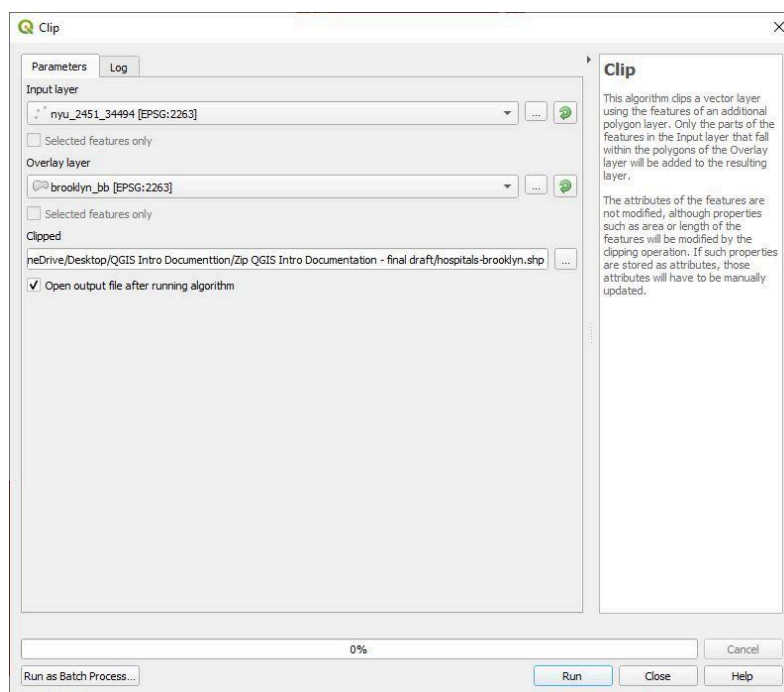 Clip
Parameters
Log
Input layer
nyu_2451_34494 [EPSG:2263]
...
Selected features only
Overlay layer
brooklyn_bb [EPSG:2263]
...
Selected features only
Clipped
neDrive/Desktop/QGIS Intro Documenttion/Zip QGIS Intro Documentation - final draft/hospitals-brooklyn.shp
...
Open output file after running algorithm
Clip
This algorithm clips a vector layer
using the features of an additional
polygon layer. Only the parts of the
features in the Input layer that fall
within the polygons of the Overlay
layer will be added to the resulting
layer.
The attributes of the features are
not modified, although properties
such as area or length of the
features will be modified by the
clipping operation. If such properties
are stored as attributes, those
attributes will have to be manually
updated.
0%
Cancel
Run as Batch Process...
Run
Close
Help